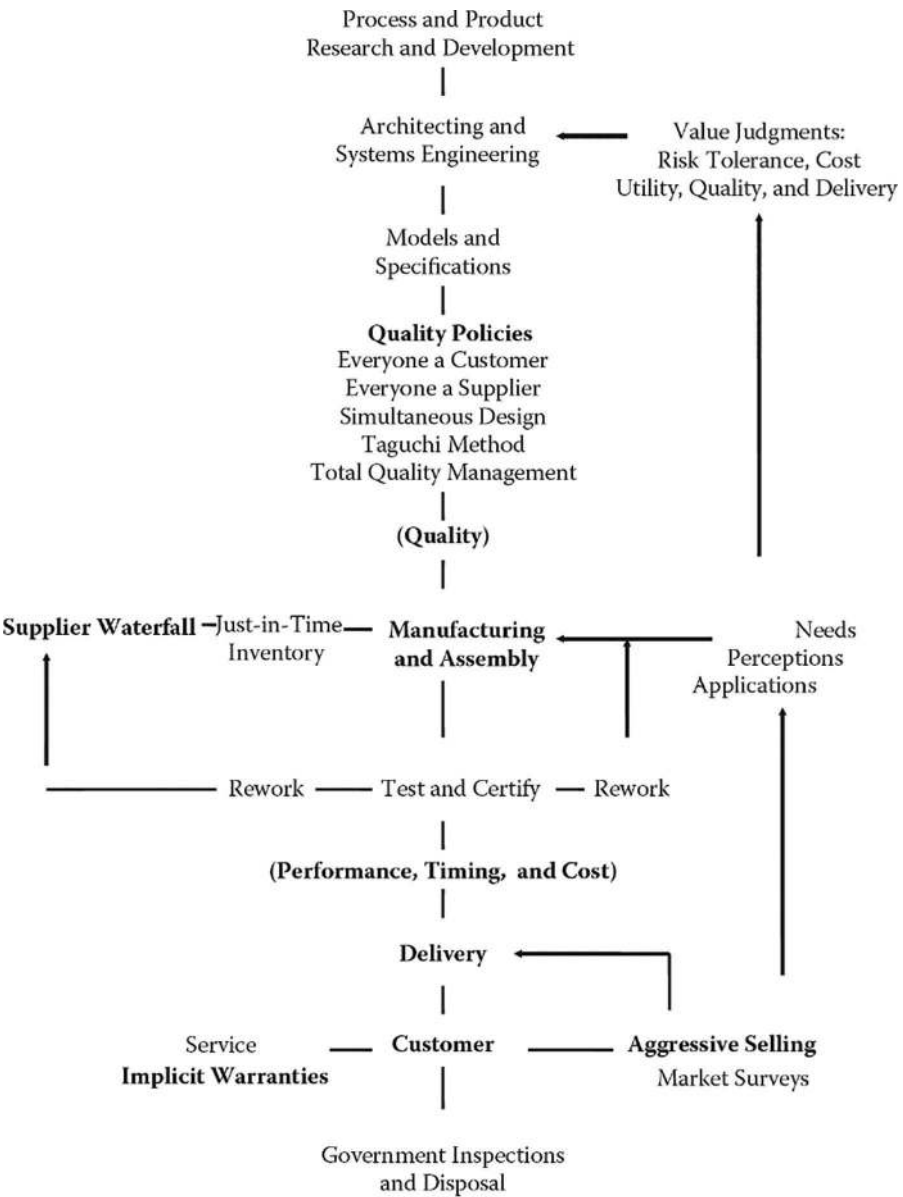 Process and Product
Research and Development
Architecting and
Systems Engineering
Value Judgments:
Risk Tolerance, Cost
Utility, Quality, and Delivery
Models and
Specifications
Quality Policies
Everyone a Customer
Everyone a Supplier
Simultaneous Design
Taguchi Method
Total Quality Management
(Quality)
Supplier Waterfall
Just-in-Time
Inventory
Manufacturing
and Assembly
Needs
Perceptions
Applications
Rework
Test and Certify
Rework
(Performance, Timing, and Cost)
Delivery
Service
Implicit Warranties
Customer
Aggressive Selling
Market Surveys
Government Inspections
and Disposal